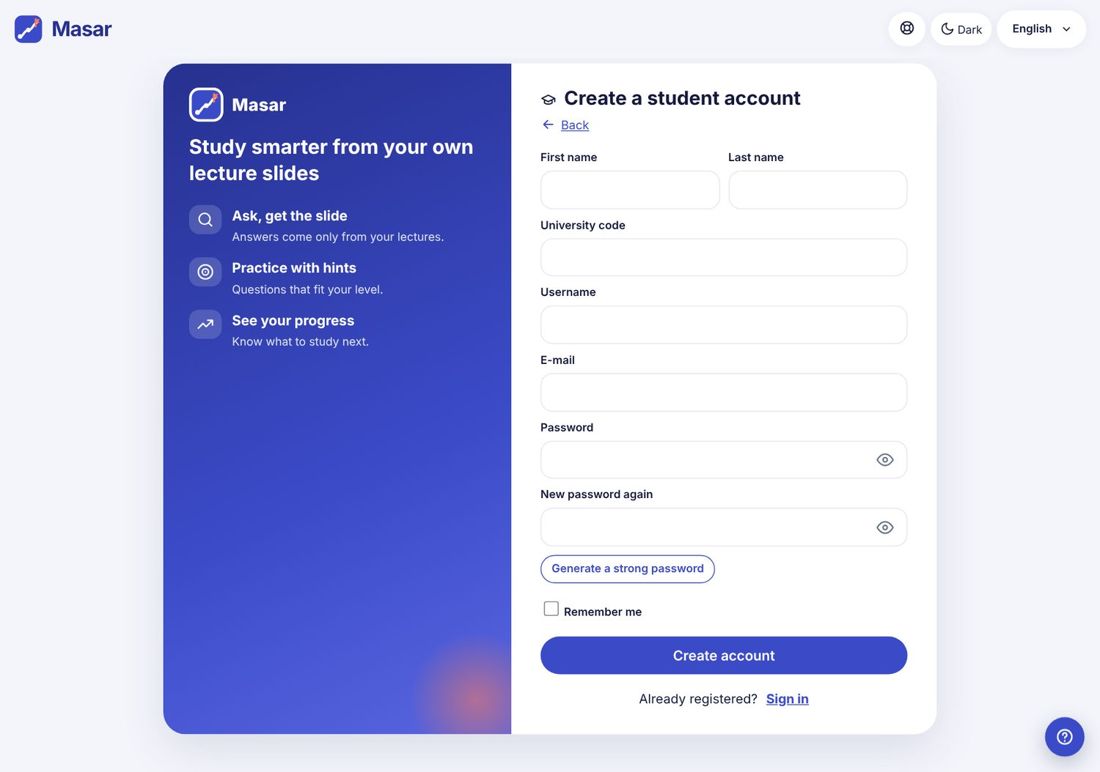 Masar
Dark
English
Masar
Study smarter from your own
lecture slides
Ask, get the slide
Answers come only from your lectures.
Practice with hints
Questions that fit your level.
See your progress
Know what to study next.
Create a student account
Back
First name
Last name
University code
Username
E-mail
Password
New password again
Generate a strong password
Remember me
Create account
Already registered? Sign in